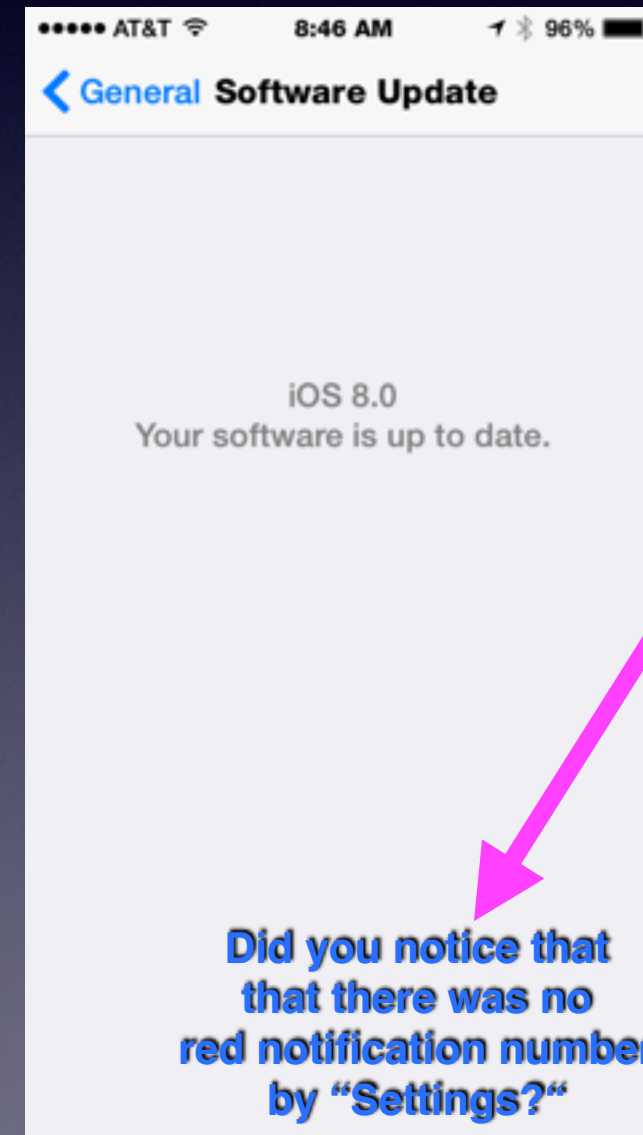 AT&T 8:46 AM 96%
General Software Update
iOS 8.0
Your software is up to date.
Did you notice that
that there was no
red notification number
by “Settings?“